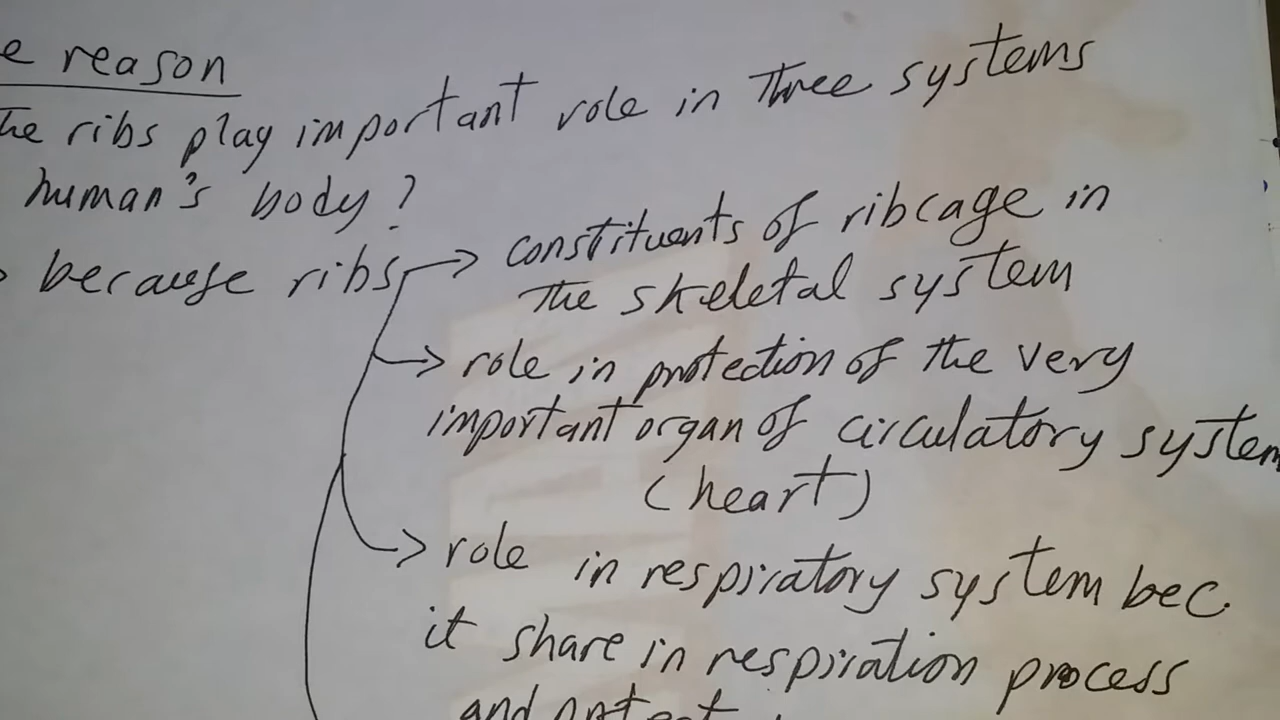 e reason
The ribs play important role in three systems
human's body?
because ribs → constituents of ribcage in
the skeletal system
→ role in protection of the very
important organ of circulatory system
(heart)
→ role in respiratory system bec.
it share in respiration process
and